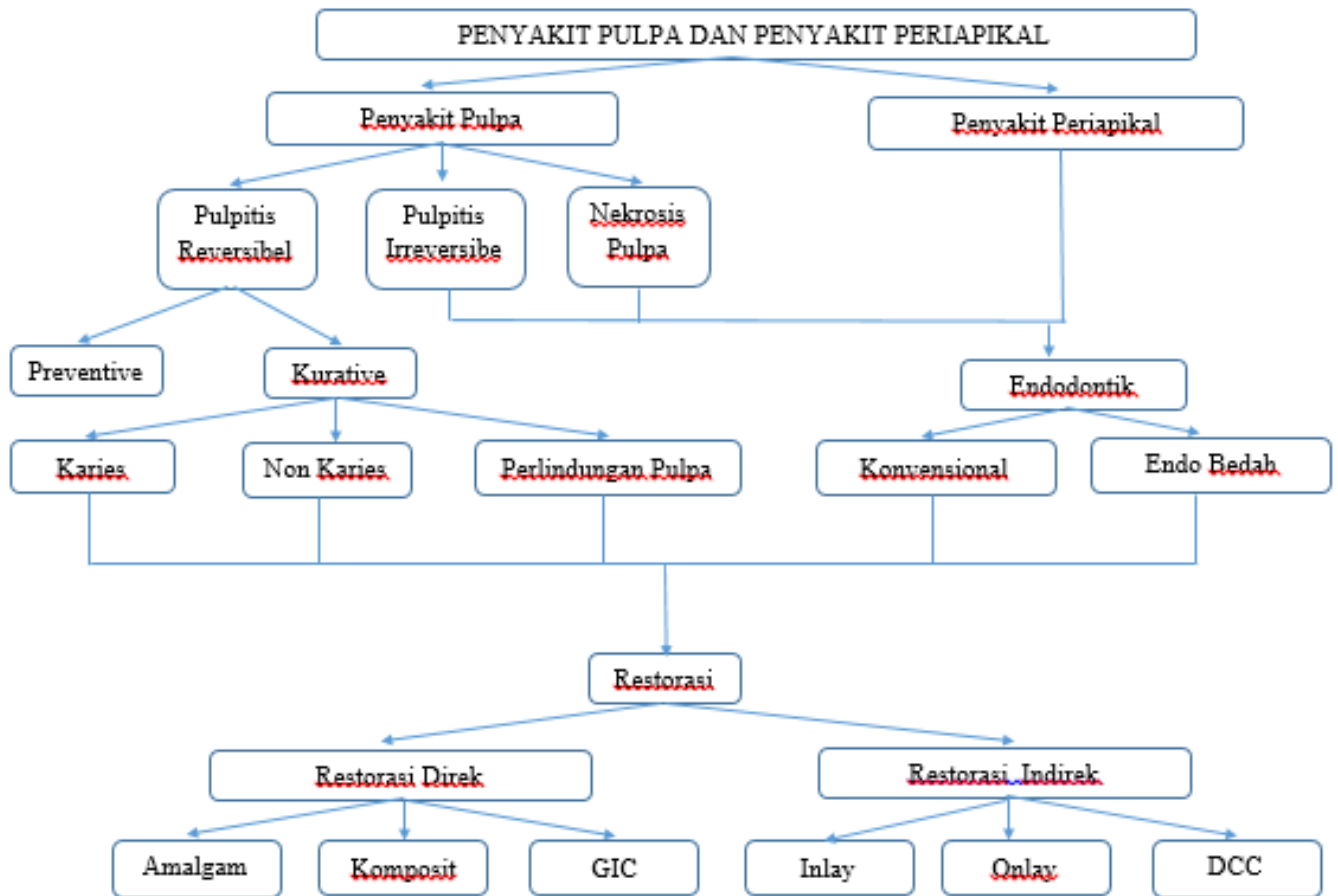 PENYAKIT PULPA DAN PENYAKIT PERIAPIKAL
Penyakit Pulpa
Penyakit Periapikal
Pulpitis
Reversibel
Pulpitis
Irreversibe
Nekrosis
Pulpa
Preventive
Kurative
Endodontik
Karies
Non Karies
Perlindungan Pulpa
Konvensional
Endo Bedah
Restorasi
Restorasi Direk
Restorasi Indirek
Amalgam
Komposit
GIC
Inlay
Onlay
DCC